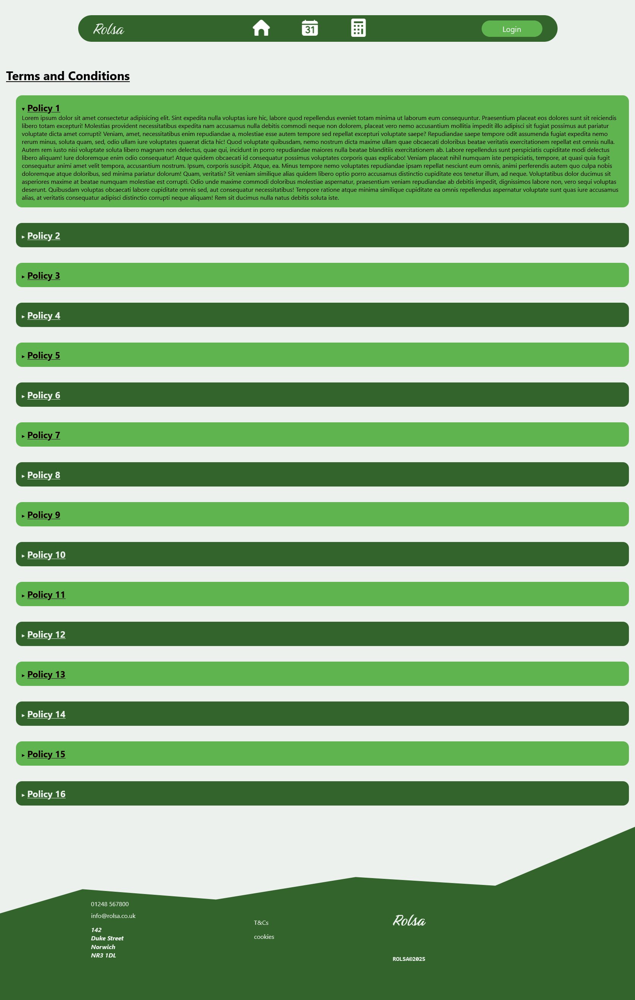 Rolsa
31
Login
Terms and Conditions
▾ Policy 1
Lorem ipsum dolor sit amet consectetur adipisicing elit. Sint expedita nulla voluptas iure hic, labore quod repellendus eveniet totam minima ut laborum eum consequuntur. Praesentium placeat eos dolores sunt sit reiciendis
libero totam excepturi! Molestias provident necessitatibus expedita nam accusamus nulla debitis commodi neque non dolorem, placeat vero nemo accusantium mollitia impedit illo adipisci sit fugiat possimus aut pariatur
voluptate dicta amet corrupti! Veniam, amet, necessitatibus enim repudiandae a, molestiae esse autem tempore sed repellat excepturi voluptate saepe? Repudiandae saepe tempore odit assumenda fugiat expedita nemo
rerum minus, soluta quam, sed, odio ullam iure voluptates quaerat dicta hic! Quod voluptate quibusdam, nemo nostrum dicta maxime ullam quae obcaecati doloribus beatae veritatis exercitationem repellat est omnis nulla.
Autem rem iusto nisi voluptate soluta libero magnam non delectus, quae qui, incidunt in porro repudiandae maiores nulla beatae blanditiis exercitationem ab. Labore repellendus sunt perspiciatis cupiditate modi delectus
libero aliquam! Iure doloremque enim odio consequatur! Atque quidem obcaecati id consequatur possimus voluptates corporis quas explicabo! Veniam placeat nihil numquam iste perspiciatis, tempore, at quasi quia fugit
consequatur animi amet velit tempora, accusantium nostrum. Ipsum, corporis suscipit. Atque, ea. Minus tempore nemo voluptates repudiandae ipsam repellat nesciunt eum omnis, animi perferendis autem quo culpa nobis
doloremque atque doloribus, sed minima pariatur dolorum! Quam, veritatis? Sit veniam similique alias quidem libero optio porro accusamus distinctio cupiditate eos tenetur illum, ad neque. Voluptatibus dolor ducimus sit
asperiores maxime at beatae numquam molestiae est corrupti. Odio unde maxime commodi doloribus molestiae aspernatur, praesentium veniam repudiandae ab debitis impedit, dignissimos labore non, vero sequi voluptas
deserunt. Quibusdam voluptas obcaecati labore cupiditate omnis sed, aut consequatur necessitatibus! Tempore ratione atque minima similique cupiditate ea omnis repellendus aspernatur voluptate sunt quas iure accusamus
alias, at veritatis consequatur adipisci distinctio corrupti neque aliquam! Rem sit ducimus nulla natus debitis soluta iste.
▸ Policy 2
▸ Policy 3
▸ Policy 4
▸ Policy 5
▸ Policy 6
▸ Policy 7
▸ Policy 8
▸ Policy 9
▸ Policy 10
▸ Policy 11
▸ Policy 12
▸ Policy 13
▸ Policy 14
▸ Policy 15
▸ Policy 16
01248 567800
info@rolsa.co.uk
142
Duke Street
Norwich
NR3 1DL
T&Cs
cookies
Rolsa
ROLSA©2025